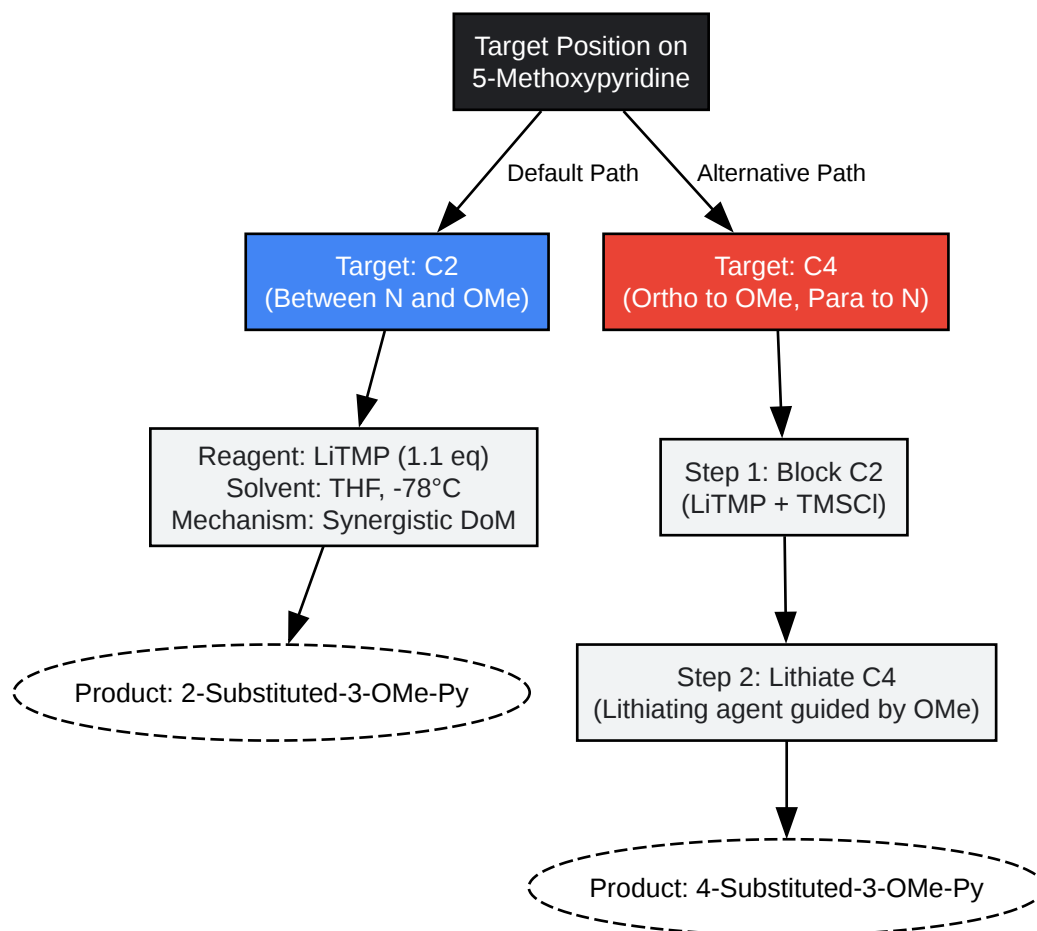 Target Position on
5-Methoxypyridine
Default Path
Alternative Path
Target: C2
(Between N and OMe)
Target: C4
(Ortho to OMe, Para to N)
Reagent: LiTMP (1.1 eq)
Solvent: THF, -78°C
Mechanism: Synergistic DoM
Step 1: Block C2
(LiTMP + TMSCl)
Product: 2-Substituted-3-OMe-Py
Step 2: Lithiate C4
(Lithiating agent guided by OMe)
Product: 4-Substituted-3-OMe-Py